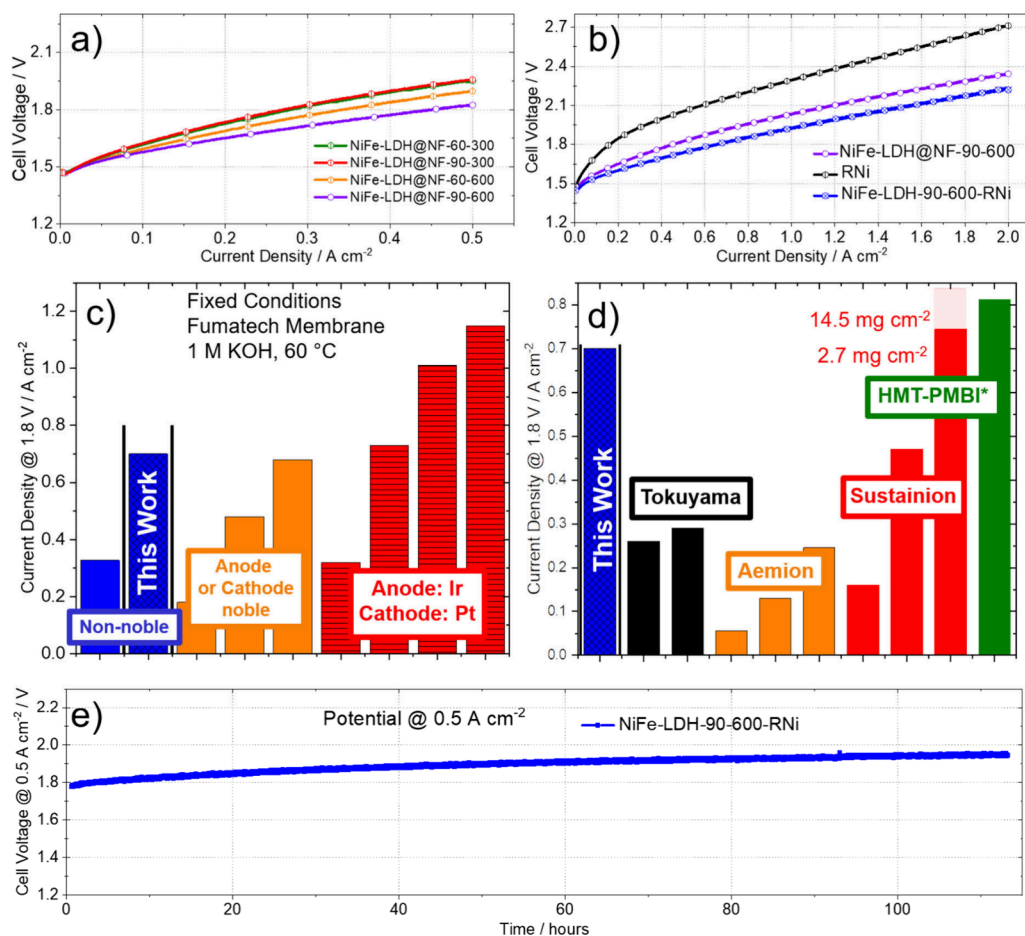 a)
Cell Voltage / V
2.1
1.8
1.5
1.2
NiFe-LDH@NF-60-300
NiFe-LDH@NF-90-300
NiFe-LDH@NF-60-600
NiFe-LDH@NF-90-600
0.0 0.1 0.2 0.3 0.4 0.5
Current Density / A cm⁻²
b)
Cell Voltage / V
2.7
2.4
2.1
1.8
1.5
1.2
NiFe-LDH@NF-90-600
RNi
NiFe-LDH-90-600-RNi
0.0 0.2 0.4 0.6 0.8 1.0 1.2 1.4 1.6 1.8 2.0
Current Density / A cm⁻²
c)
Current Density @ 1.8 V / A cm⁻²
1.2
1.0
0.8
0.6
0.4
0.2
0.0
Fixed Conditions
Fumatech Membrane
1 M KOH, 60 °C
Non-noble
This Work
Anode
or Cathode
noble
Anode: Ir
Cathode: Pt
d)
Current Density @ 1.8 V / A cm⁻²
0.8
0.7
0.6
0.5
0.4
0.3
0.2
0.1
0.0
14.5 mg cm⁻²
2.7 mg cm⁻²
HMT-PMBI*
This Work
Tokuyama
Aemion
Sustainion
e)
Cell Voltage @ 0.5 A cm⁻² / V
2.2
2.0
1.8
1.6
1.4
1.2
Potential @ 0.5 A cm⁻²
NiFe-LDH-90-600-RNi
0 20 40 60 80 100
Time / hours